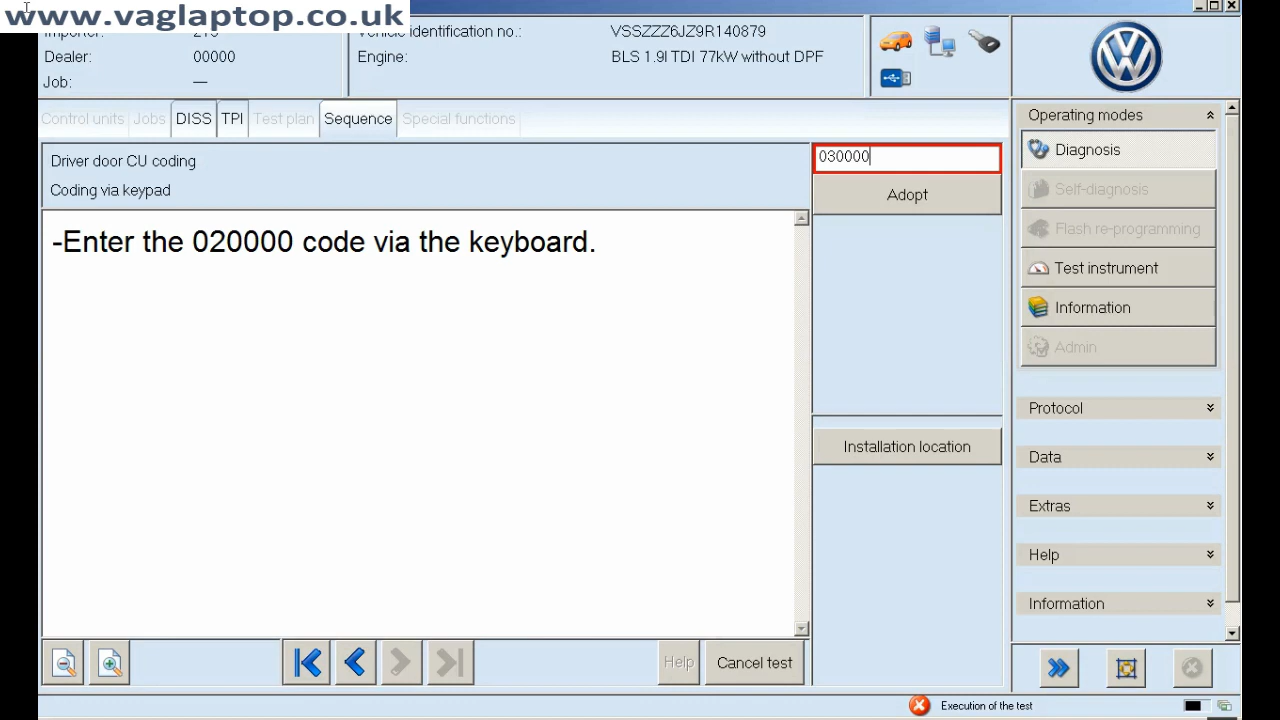 www.vaglaptop.co.uk
Vehicle identification no.: VSSZZZ6JZ9R140879
Dealer: 00000
Engine: BLS 1.9l TDI 77kW without DPF
Job: —
Control units Jobs DISS TPI Test plan Sequence Special functions
Driver door CU coding
Coding via keypad
-Enter the 020000 code via the keyboard.
030000
Adopt
Installation location
Operating modes
Diagnosis
Self-diagnosis
Flash re-programming
Test instrument
Information
Admin
Protocol
Data
Extras
Help
Information
Help
Cancel test
Execution of the test